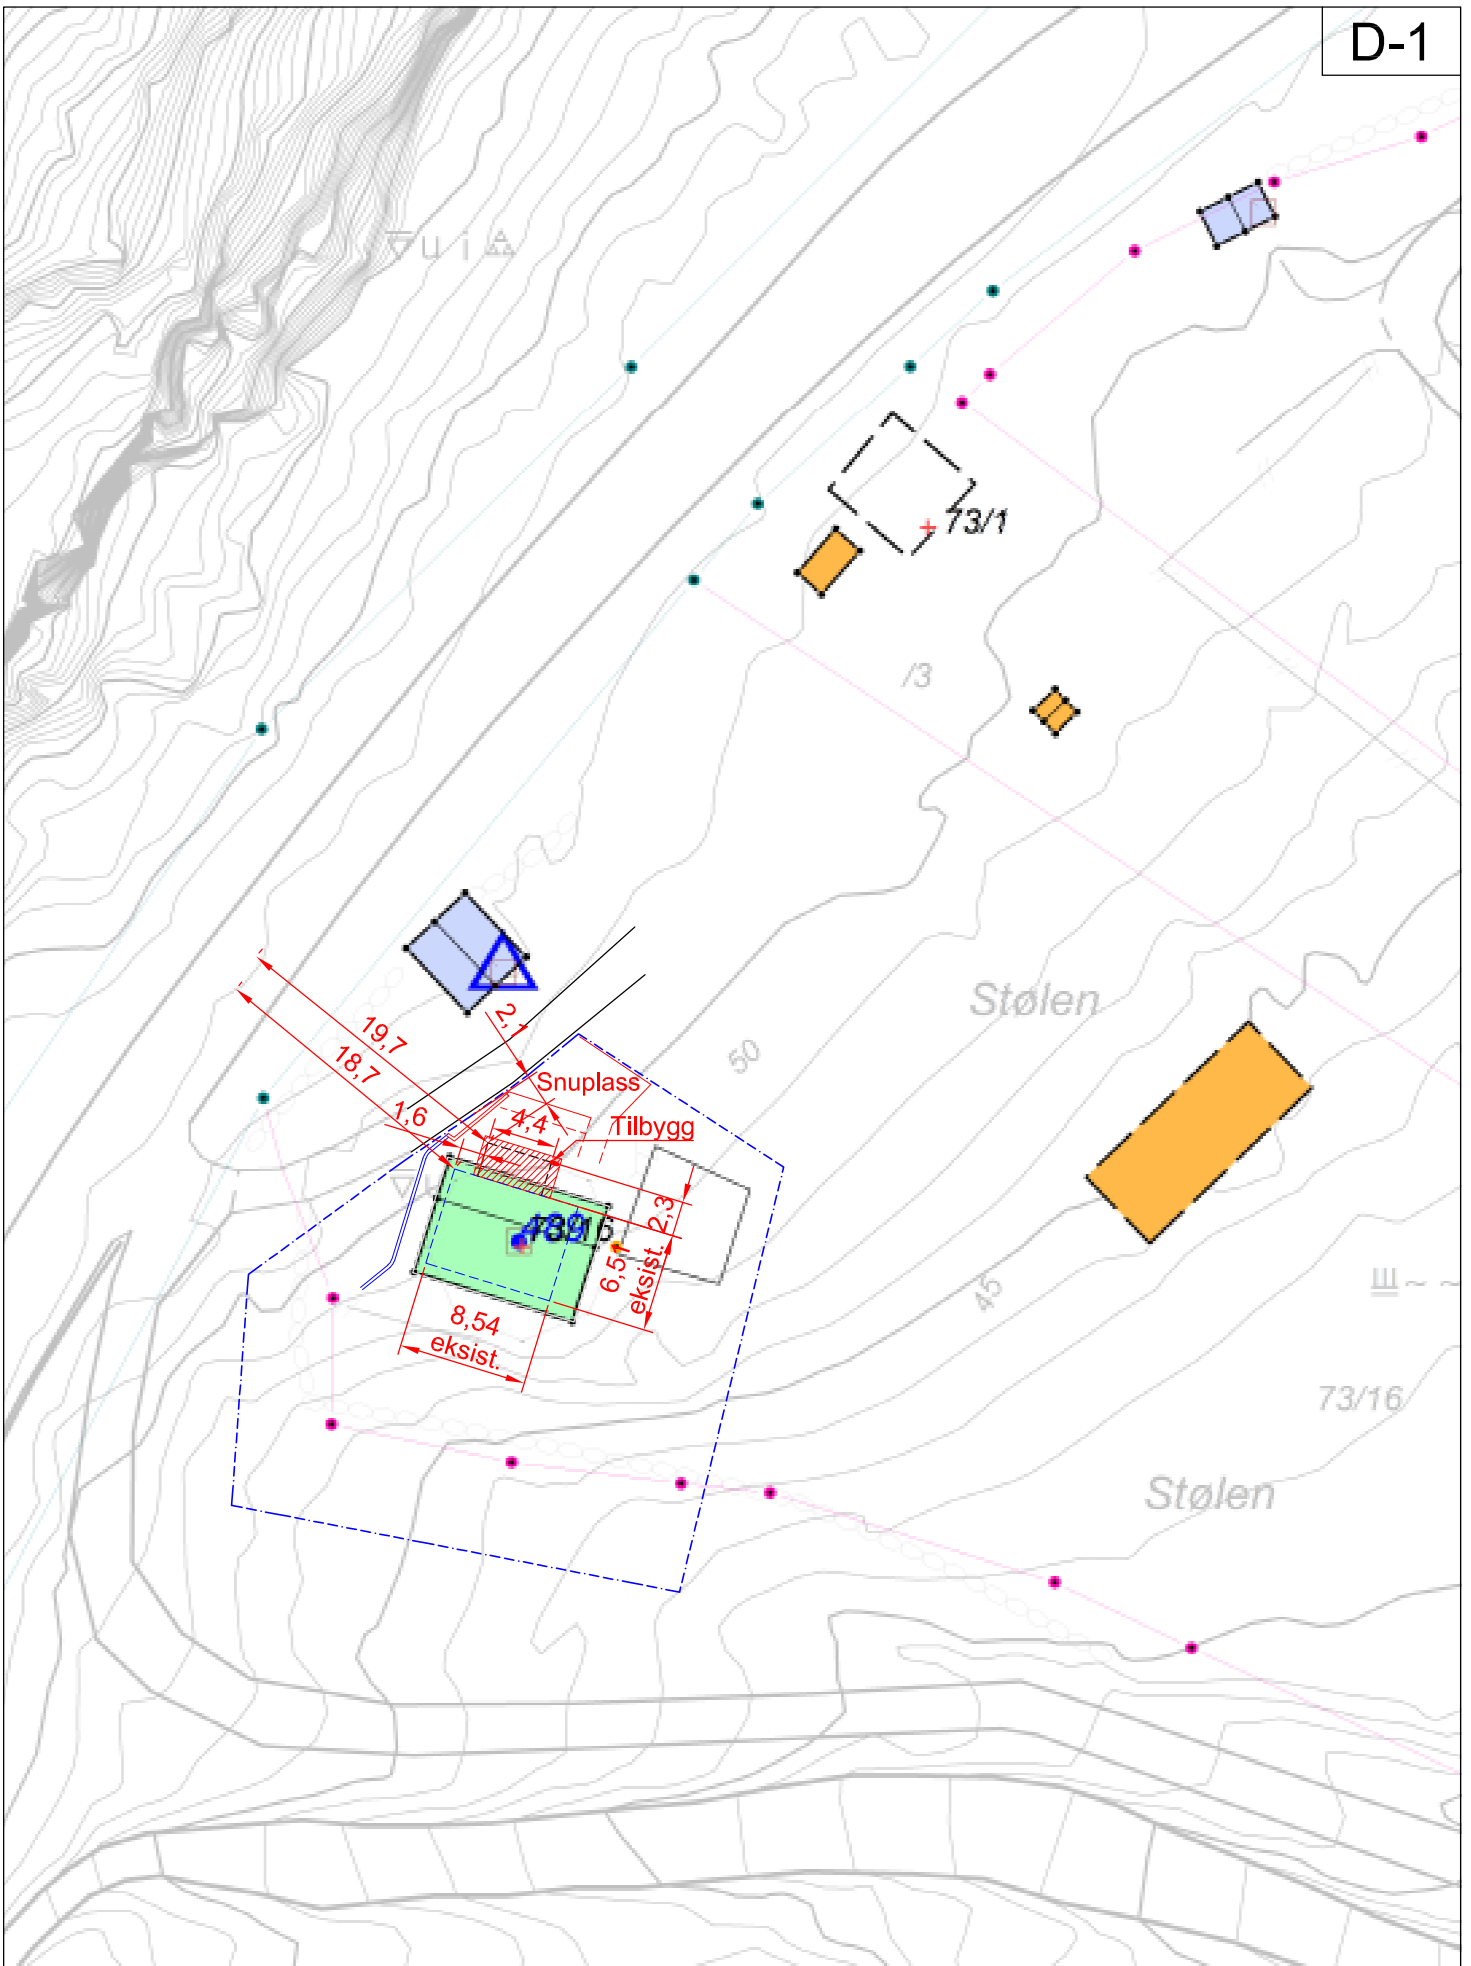 D-1
u i
73/1
/3
Stølen
50
2,1
19,7
18,7
Snuplass
1,6
4,4
Tilbygg
2,3
6,51
eksist.
8,54
eksist.
45
73/16
Stølen